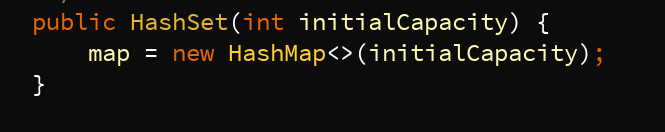 public HashSet(int initialCapacity) {
    map = new HashMap<>(initialCapacity);
}